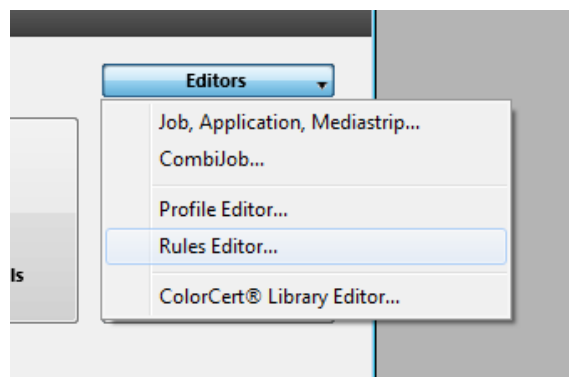 Editors
Job, Application, Mediastrip...
CombiJob...
Profile Editor...
Rules Editor...
ls
ColorCert® Library Editor...